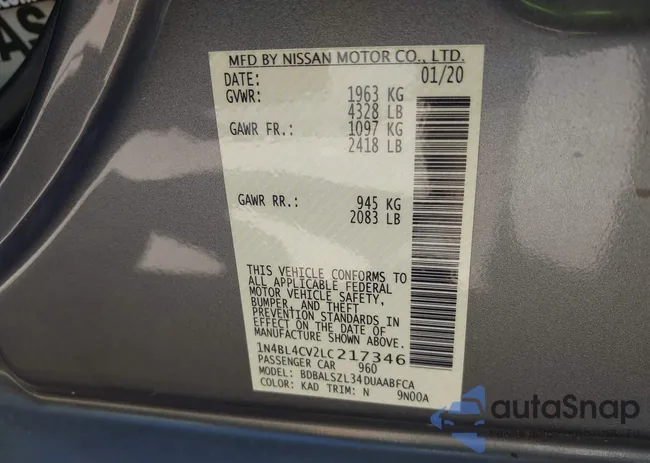 MFD BY NISSAN MOTOR CO., LTD.
DATE: 01/20
GVWR: 1963 KG
4328 LB
GAWR FR.: 1097 KG
2418 LB
GAWR RR.: 945 KG
2083 LB
THIS VEHICLE CONFORMS TO
ALL APPLICABLE FEDERAL
MOTOR VEHICLE SAFETY,
BUMPER, AND THEFT
PREVENTION STANDARDS IN
EFFECT ON THE DATE OF
MANUFACTURE SHOWN ABOVE.
1N4BL4CV2LC217346
PASSENGER CAR 960
MODEL: BDBALSZL34DUAABFCA
COLOR: KAD TRIM: N 9N00A
autoSnap